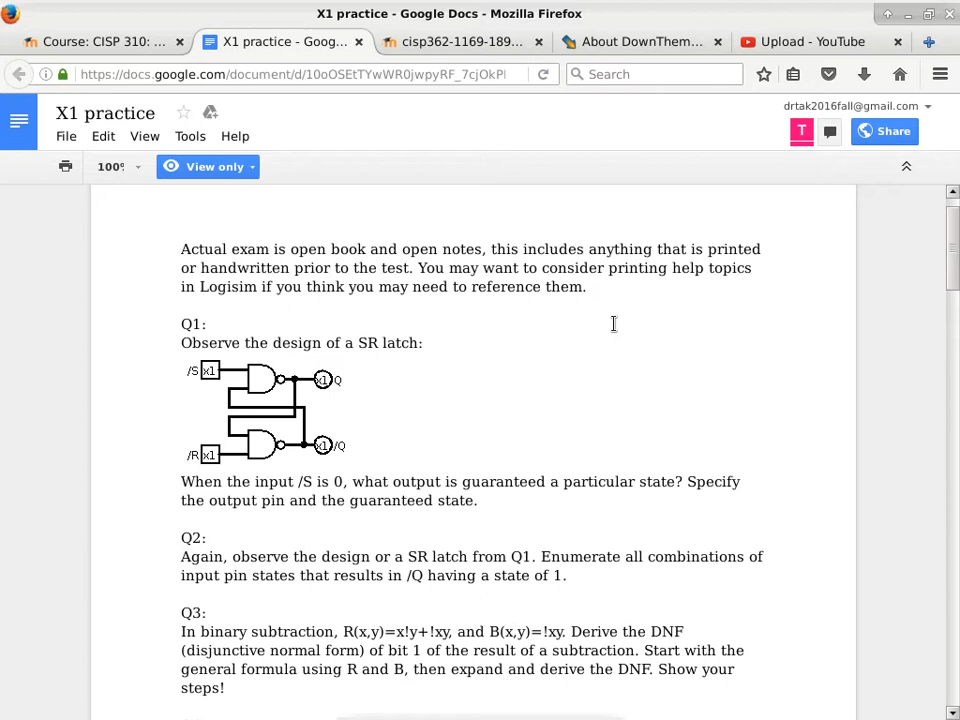 X1 practice - Google Docs - Mozilla Firefox
Course: CISP 310: ...
X1 practice - Goog...
cisp362-1169-189...
About DownThem...
Upload - YouTube
https://docs.google.com/document/d/10oOSEtTYwWR0jwpyRF_7cjOkPI
Search
X1 practice
drtak2016fall@gmail.com
File Edit View Tools Help
T
Share
100%
View only
Actual exam is open book and open notes, this includes anything that is printed
or handwritten prior to the test. You may want to consider printing help topics
in Logisim if you think you may need to reference them.
Q1:
Observe the design of a SR latch:
/S x1
x1 Q
x1 /Q
/R x1
When the input /S is 0, what output is guaranteed a particular state? Specify
the output pin and the guaranteed state.
Q2:
Again, observe the design or a SR latch from Q1. Enumerate all combinations of
input pin states that results in /Q having a state of 1.
Q3:
In binary subtraction, R(x,y)=x!y+!xy, and B(x,y)=!xy. Derive the DNF
(disjunctive normal form) of bit 1 of the result of a subtraction. Start with the
general formula using R and B, then expand and derive the DNF. Show your
steps!